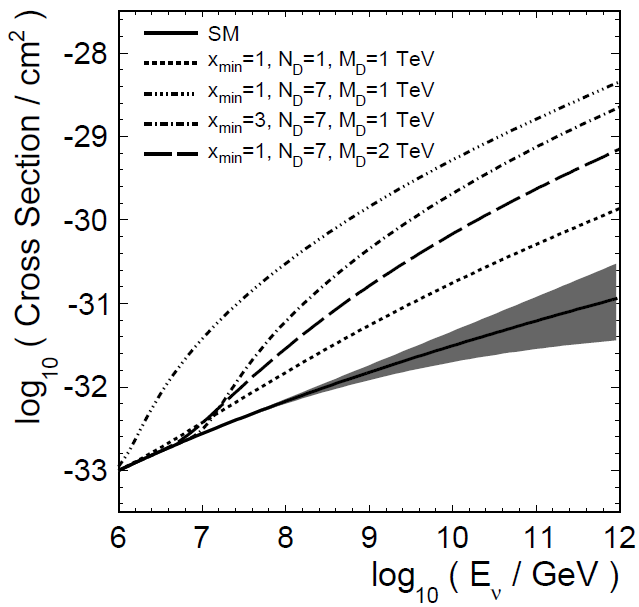 -28
-29
-30
-31
-32
-33
log₁₀ ( Cross Section / cm² )
SM
x_min=1, N_D=1, M_D=1 TeV
x_min=1, N_D=7, M_D=1 TeV
x_min=3, N_D=7, M_D=1 TeV
x_min=1, N_D=7, M_D=2 TeV
6 7 8 9 10 11 12
log₁₀ ( E_ν / GeV )